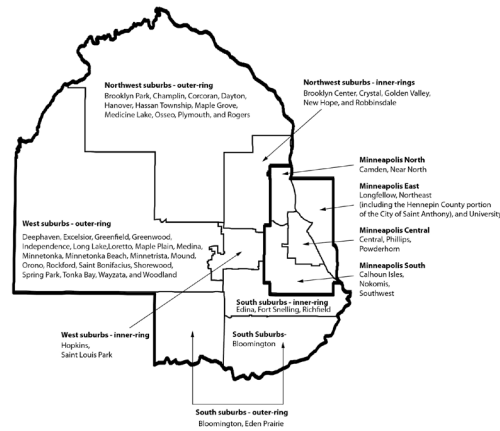 Northwest suburbs - outer-ring
Brooklyn Park, Champlin, Corcoran, Dayton,
Hanover, Hassan Township, Maple Grove,
Medicine Lake, Osseo, Plymouth, and Rogers
Northwest suburbs - inner-rings
Brooklyn Center, Crystal, Golden Valley,
New Hope, and Robbinsdale
Minneapolis North
Camden, Near North
Minneapolis East
Longfellow, Northeast
(including the Hennepin County portion
of the City of Saint Anthony), and University
Minneapolis Central
Central, Phillips,
Powderhorn
Minneapolis South
Calhoun Isles,
Nokomis,
Southwest
West suburbs - outer-ring
Deephaven, Excelsior, Greenfield, Greenwood,
Independence, Long Lake,Loretto, Maple Plain, Medina,
Minnetonka, Minnetonka Beach, Minnetrista, Mound,
Orono, Rockford, Saint Bonifacius, Shorewood,
Spring Park, Tonka Bay, Wayzata, and Woodland
West suburbs - inner-ring
Hopkins,
Saint Louis Park
South suburbs - inner-ring
Edina, Fort Snelling, Richfield
South Suburbs-
Bloomington
South suburbs - outer-ring
Bloomington, Eden Prairie